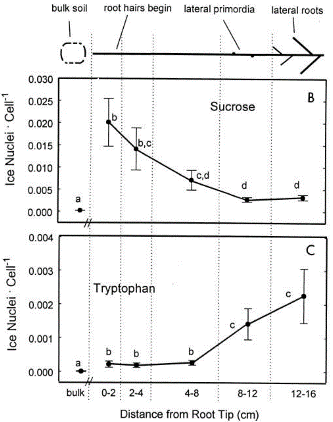 bulk soil root hairs begin lateral primordia lateral roots
B
Sucrose
Ice Nuclei · Cell-1
0.030
0.025
0.020
0.015
0.010
0.005
0.000
a
b
b,c
c,d
d
d
C
Tryptophan
Ice Nuclei · Cell-1
0.004
0.003
0.002
0.001
0.000
a
b
b
b
c
c
bulk 0-2 2-4 4-8 8-12 12-16
Distance from Root Tip (cm)